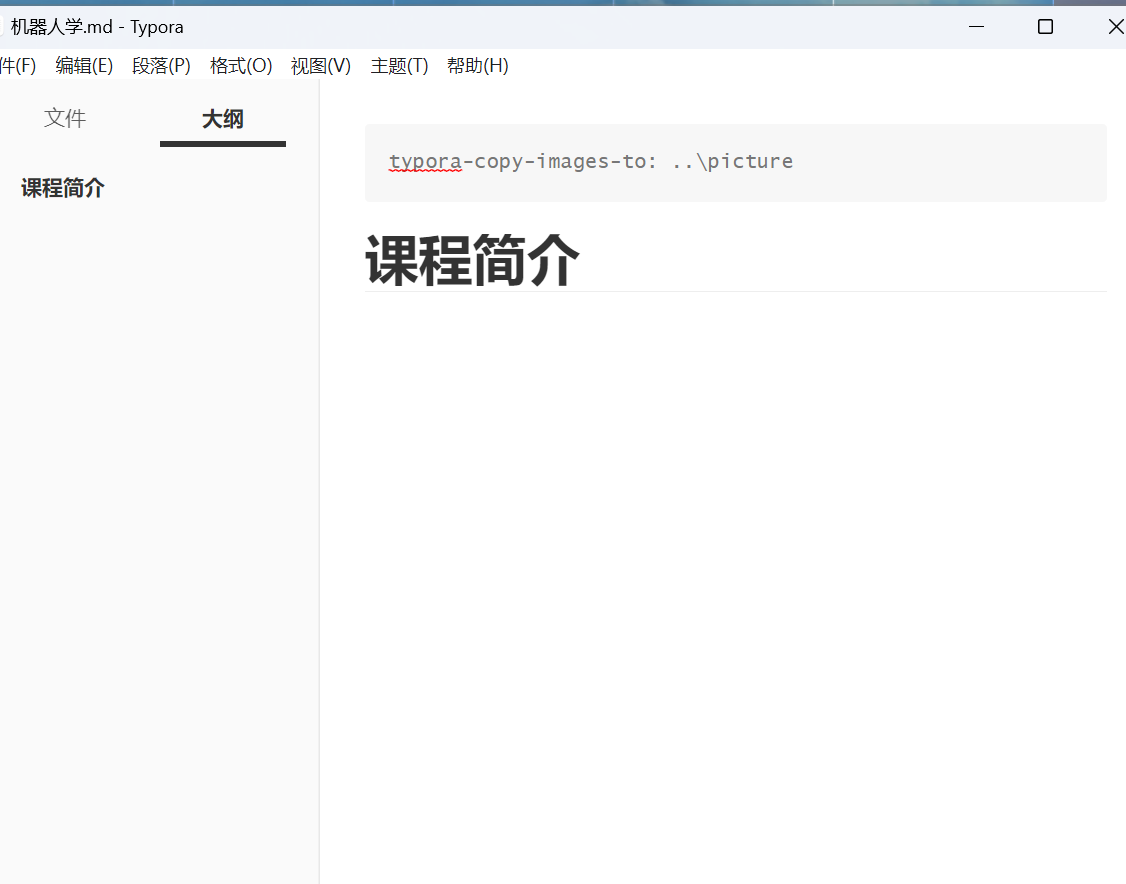 机器人学.md - Typora
件(F) 编辑(E) 段落(P) 格式(O) 视图(V) 主题(T) 帮助(H)
文件 大纲
课程简介
typora-copy-images-to: ..\picture
课程简介